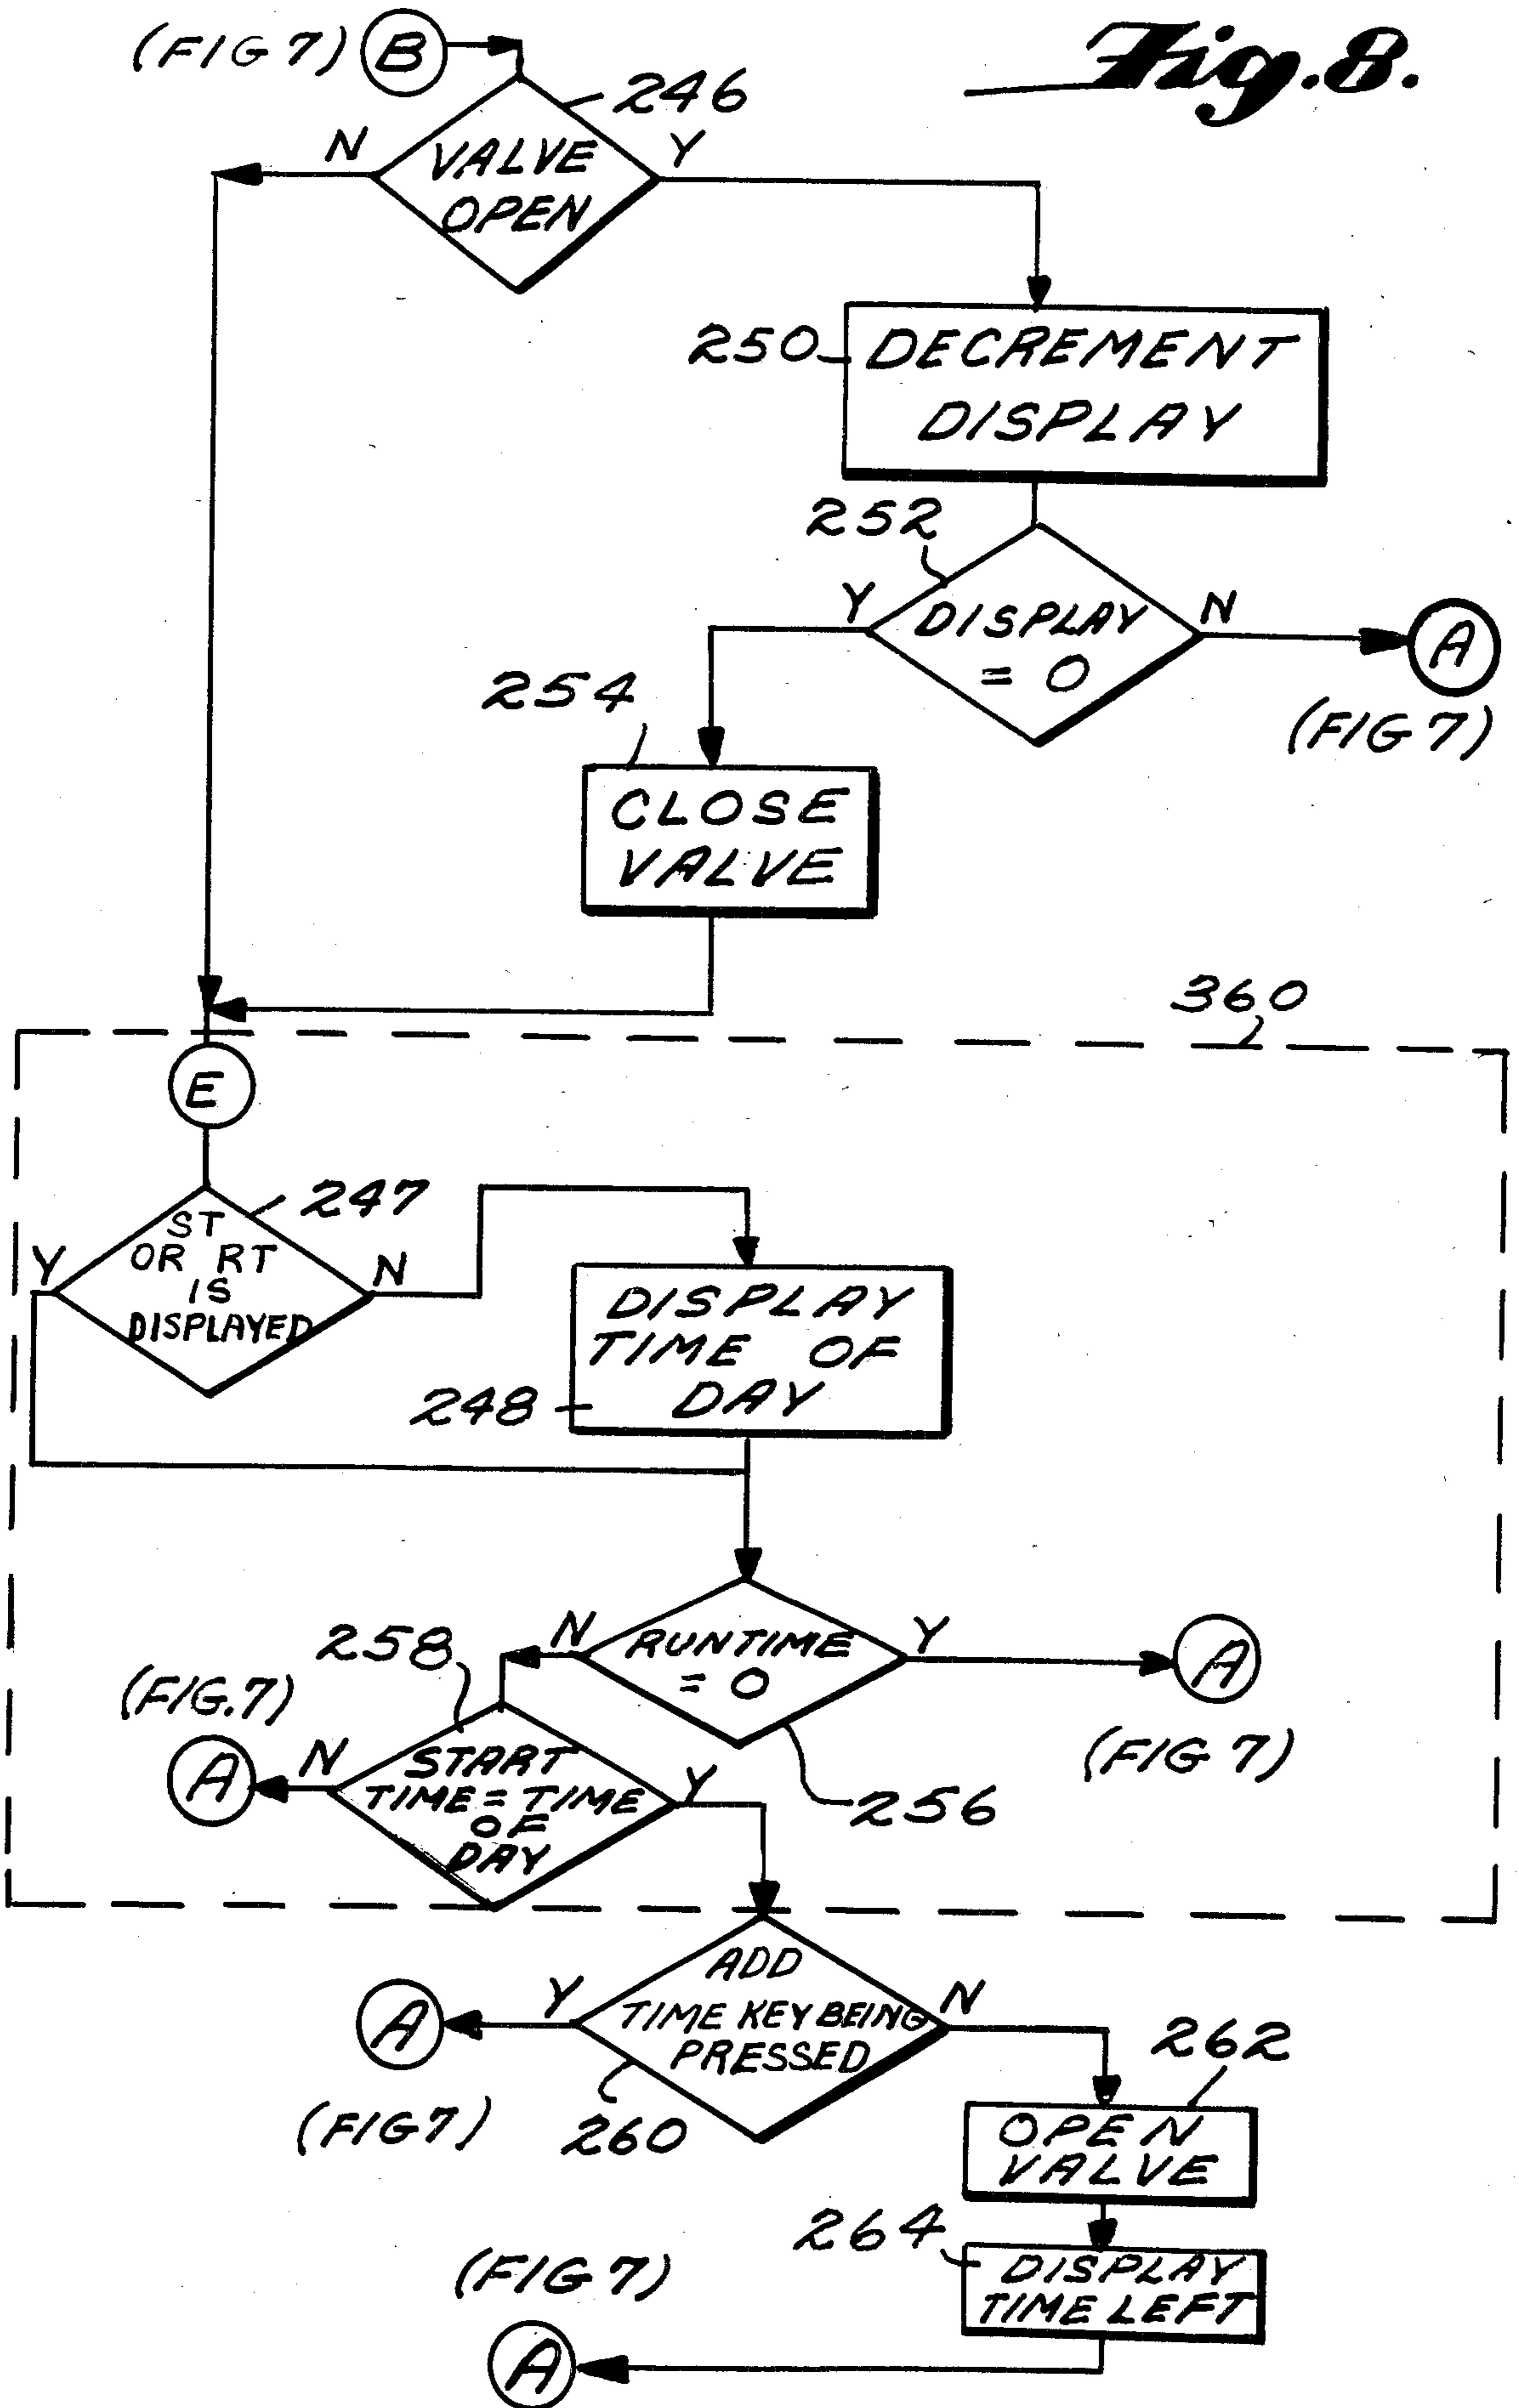 (FIG 7) B
Fig. 8.
246
N
Y
VALVE
OPEN
250
DECREMENT
DISPLAY
252
Y
N
DISPLAY
= 0
A
(FIG 7)
254
CLOSE
VALVE
360
E
247
ST
OR RT
IS
DISPLAYED
Y
N
DISPLAY
TIME OF
DAY
248
258
N
RUNTIME
= 0
Y
A
(FIG 7)
256
(FIG. 7)
A
N
START
TIME = TIME
OF
DAY
Y
ADD
TIME KEY BEING
PRESSED
Y
N
A
(FIG 7)
260
262
OPEN
VALVE
264
DISPLAY
TIME LEFT
(FIG 7)
A